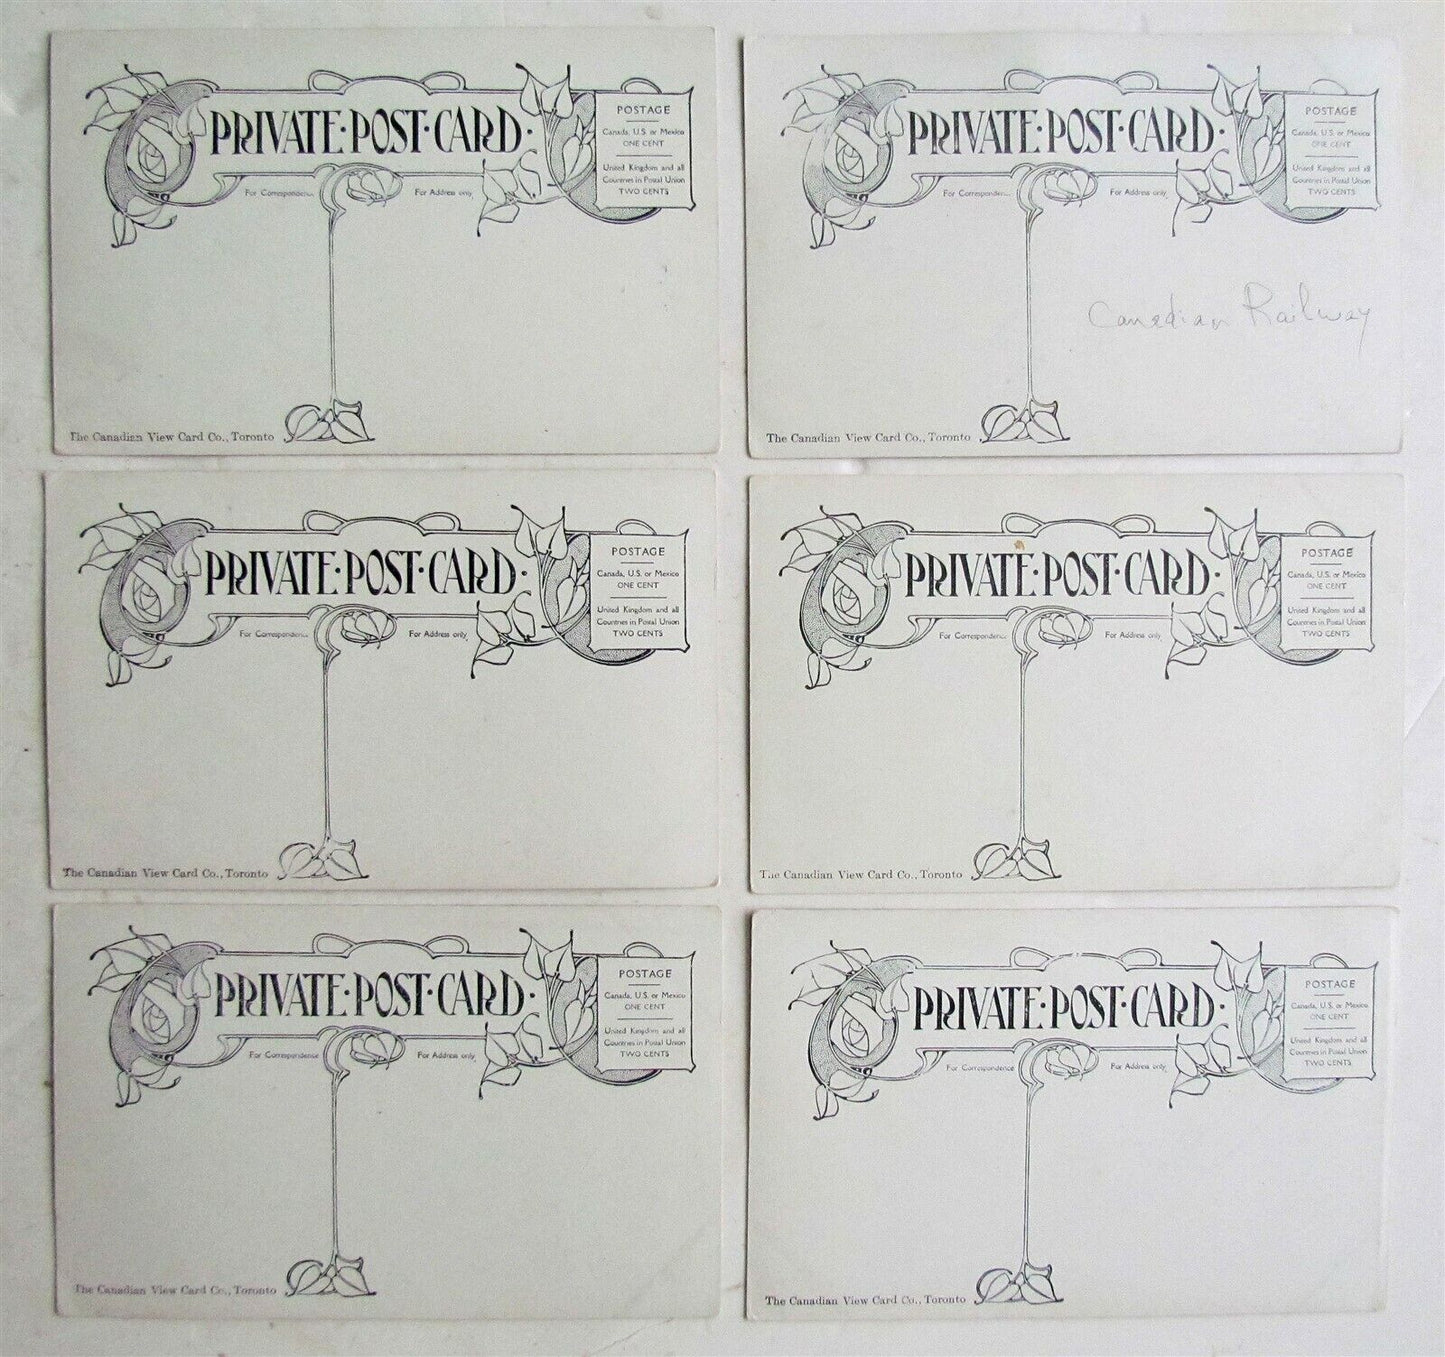 PRIVATE·POST·CARD·
POSTAGE
Canada, U.S. or Mexico
ONE CENT
United Kingdom and all
Countries in Postal Union
TWO CENTS
For Correspondence
For Address only
The Canadian View Card Co., Toronto
PRIVATE·POST·CARD·
POSTAGE
Canada, U.S. or Mexico
ONE CENT
United Kingdom and all
Countries in Postal Union
TWO CENTS
For Correspondence
For Address only
Canadian Railway
The Canadian View Card Co., Toronto
PRIVATE·POST·CARD·
POSTAGE
Canada, U.S. or Mexico
ONE CENT
United Kingdom and all
Countries in Postal Union
TWO CENTS
For Correspondence
For Address only
The Canadian View Card Co., Toronto
PRIVATE·POST·CARD·
POSTAGE
Canada, U.S. or Mexico
ONE CENT
United Kingdom and all
Countries in Postal Union
TWO CENTS
For Correspondence
For Address only
The Canadian View Card Co., Toronto
PRIVATE·POST·CARD·
POSTAGE
Canada, U.S. or Mexico
ONE CENT
United Kingdom and all
Countries in Postal Union
TWO CENTS
For Correspondence
For Address only
The Canadian View Card Co., Toronto
PRIVATE·POST·CARD·
POSTAGE
Canada, U.S. or Mexico
ONE CENT
United Kingdom and all
Countries in Postal Union
TWO CENTS
For Correspondence
For Address only
The Canadian View Card Co., Toronto